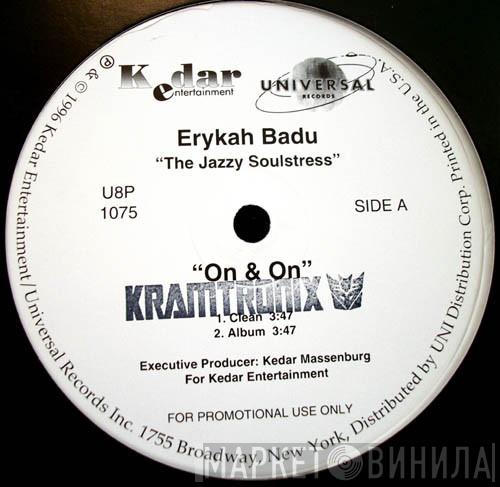 Kedar
entertainment
UNIVERSAL
RECORDS
Erykah Badu
"The Jazzy Soulstress"
U8P
1075
SIDE A
"On & On"
KRAMTRONIX
1. Clean 3:47
2. Album 3:47
Executive Producer: Kedar Massenburg
For Kedar Entertainment
FOR PROMOTIONAL USE ONLY
℗ & © 1996 Kedar Entertainment/Universal Records Inc. 1755 Broadway, New York, Distributed by UNI Distribution Corp. Printed in the U.S.A.
МАРКЕТ ВИНИЛА!